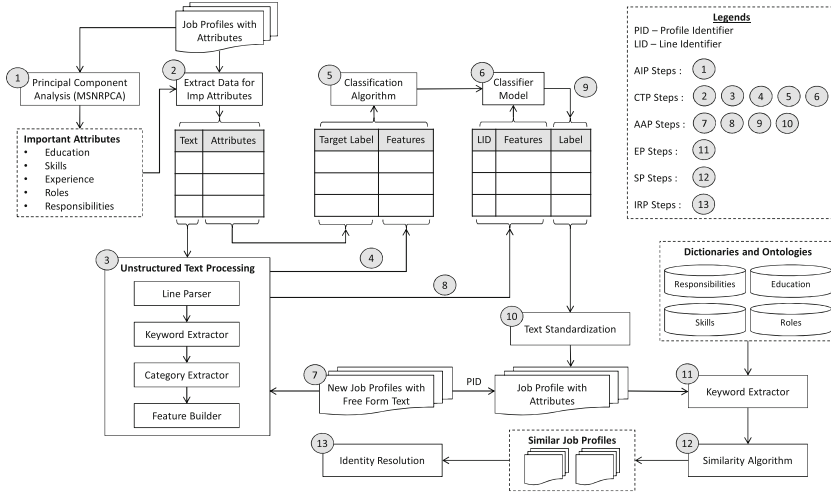 Job Profiles with
Attributes
1
Principal Component
Analysis (MSNRPCA)
2
Extract Data for
Imp Attributes
5
Classification
Algorithm
6
Classifier
Model
9
Important Attributes
• Education
• Skills
• Experience
• Roles
• Responsibilities
Text Attributes
Target Label Features
LID Features Label
Legends
PID – Profile Identifier
LID – Line Identifier
AIP Steps : 1
CTP Steps : 2 3 4 5 6
AAP Steps : 7 8 9 10
EP Steps : 11
SP Steps : 12
IRP Steps : 13
3
Unstructured Text Processing
Line Parser
Keyword Extractor
Category Extractor
Feature Builder
4
8
10
Text Standardization
Dictionaries and Ontologies
Responsibilities
Education
Skills
Roles
7
New Job Profiles with
Free Form Text
PID
Job Profile with
Attributes
11
Keyword Extractor
13
Identity Resolution
Similar Job Profiles
12
Similarity Algorithm